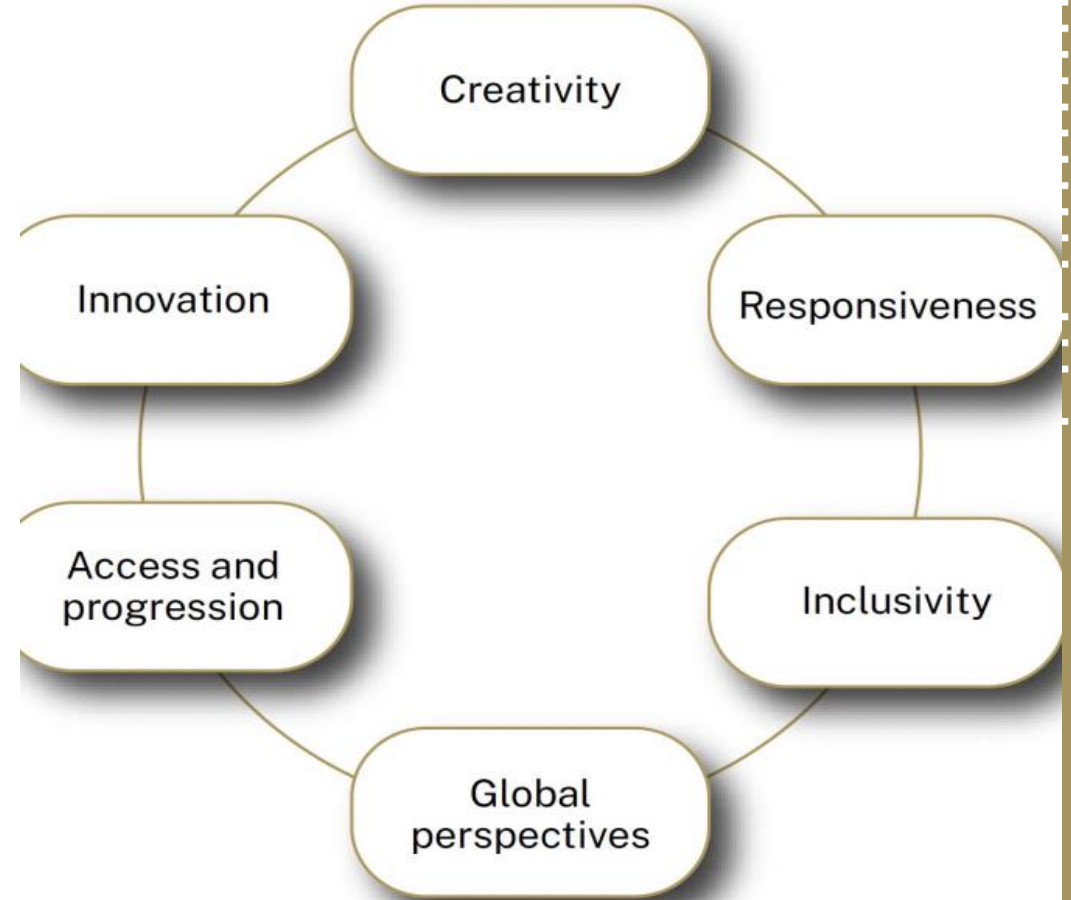 Creativity
Responsiveness
Inclusivity
Global
perspectives
Access and
progression
Innovation